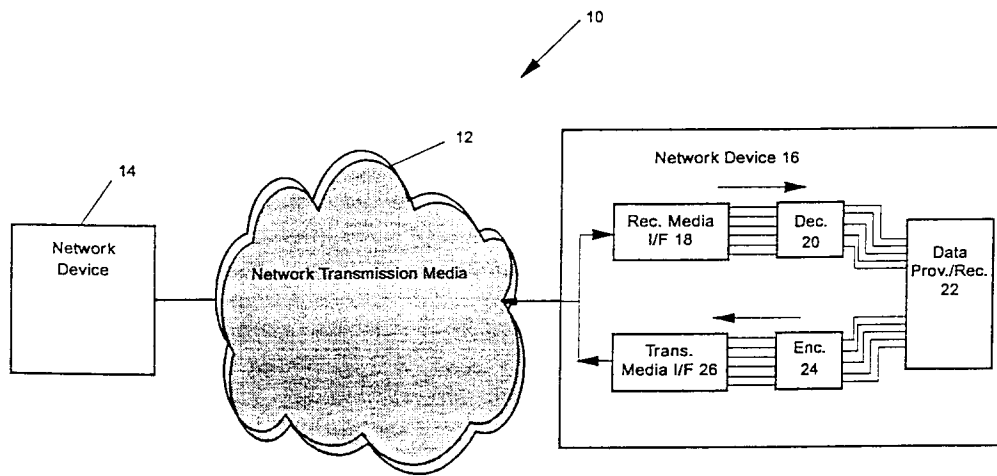 10
12
14
Network
Device
Network Transmission Media
Network Device 16
Rec. Media
I/F 18
Dec.
20
Data
Prov./Rec.
22
Trans.
Media I/F 26
Enc.
24